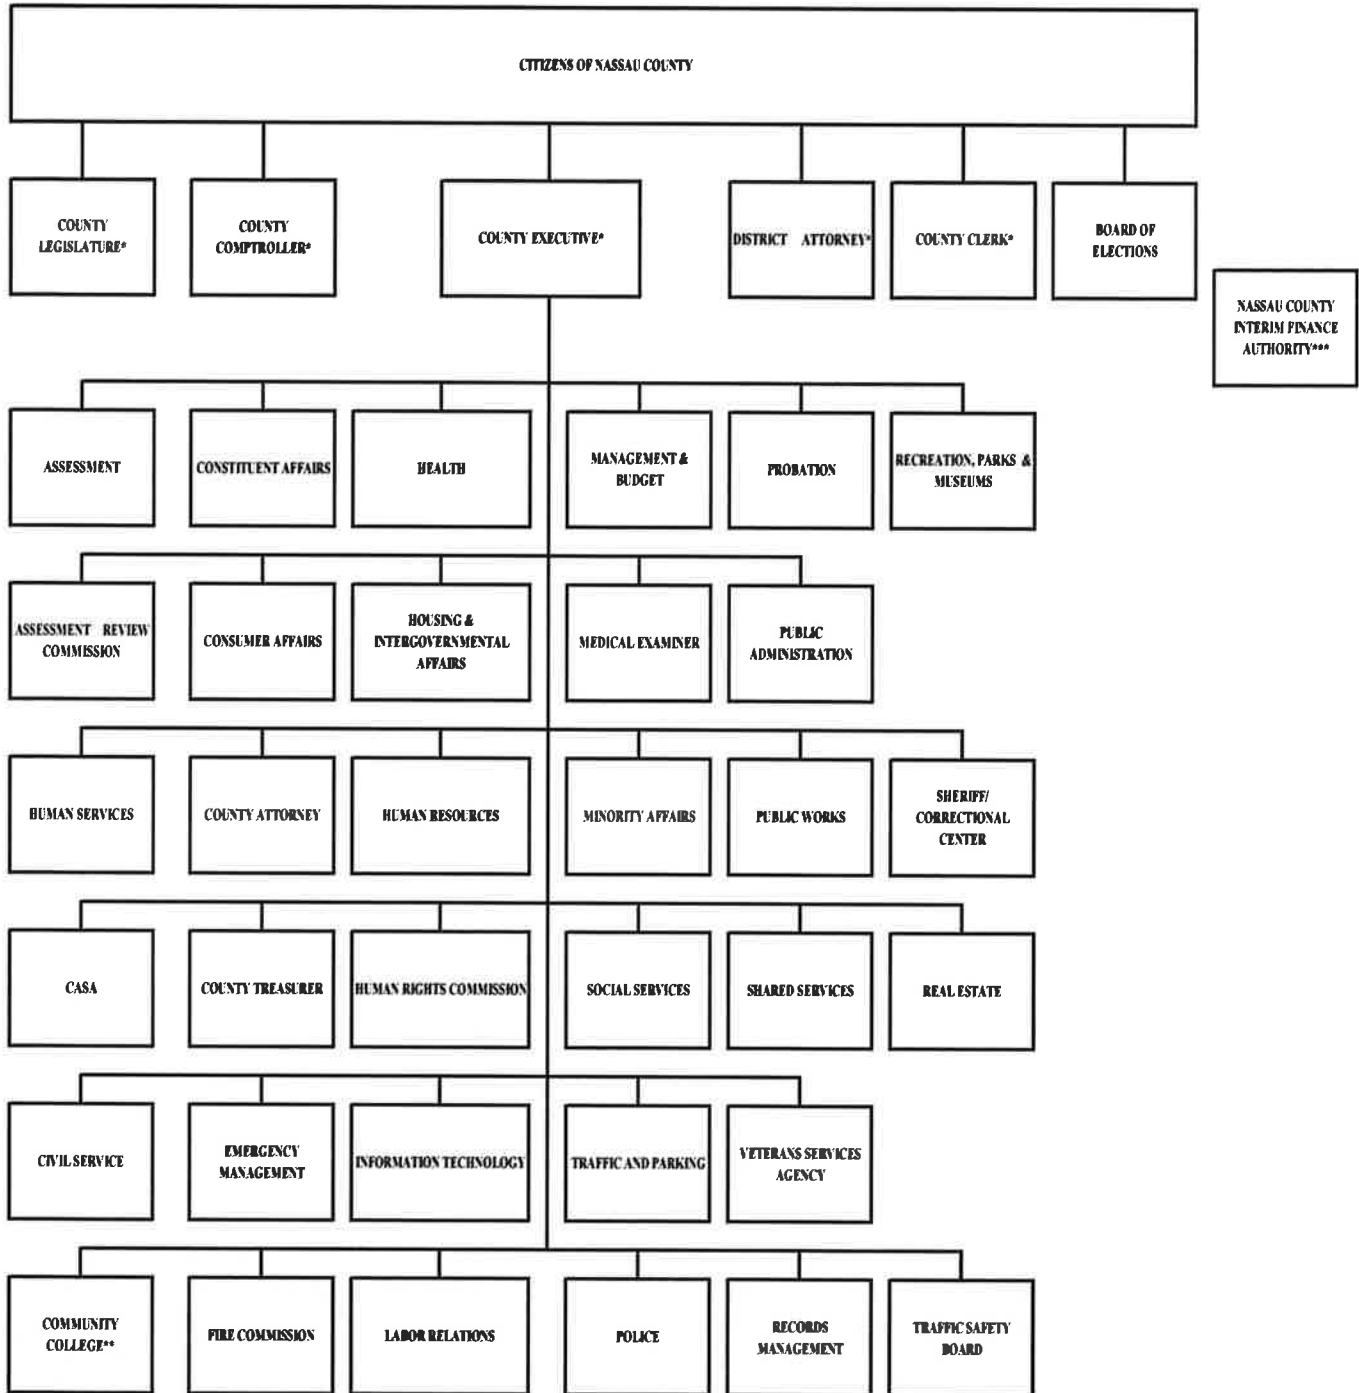 CITIZENS OF NASSAU COUNTY
COUNTY
LEGISLATURE*
COUNTY
COMPTROLLER*
COUNTY EXECUTIVE*
DISTRICT ATTORNEY*
COUNTY CLERK*
BOARD OF
ELECTIONS
NASSAU COUNTY
INTERIM FINANCE
AUTHORITY***
ASSESSMENT
CONSTITUENT AFFAIRS
HEALTH
MANAGEMENT &
BUDGET
PROBATION
RECREATION, PARKS &
MUSEUMS
ASSESSMENT REVIEW
COMMISSION
CONSUMER AFFAIRS
HOUSING &
INTERGOVERNMENTAL
AFFAIRS
MEDICAL EXAMINER
PUBLIC
ADMINISTRATION
HUMAN SERVICES
COUNTY ATTORNEY
HUMAN RESOURCES
MINORITY AFFAIRS
PUBLIC WORKS
SHERIFF/
CORRECTIONAL
CENTER
CASA
COUNTY TREASURER
HUMAN RIGHTS COMMISSION
SOCIAL SERVICES
SHARED SERVICES
REAL ESTATE
CIVIL SERVICE
EMERGENCY
MANAGEMENT
INFORMATION TECHNOLOGY
TRAFFIC AND PARKING
VETERANS SERVICES
AGENCY
COMMUNITY
COLLEGE**
FIRE COMMISSION
LABOR RELATIONS
POLICE
RECORDS
MANAGEMENT
TRAFFIC SAFETY
BOARD